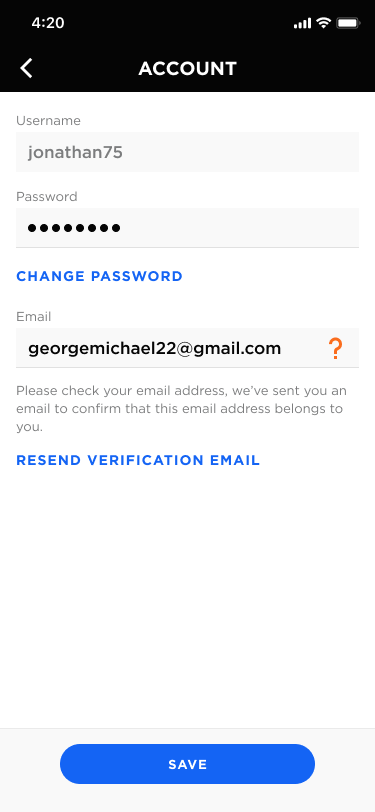 4:20
ACCOUNT
Username
jonathan75
Password
CHANGE PASSWORD
Email
georgemichael22@gmail.com ?
Please check your email address, we've sent you an
email to confirm that this email address belongs to
you.
RESEND VERIFICATION EMAIL
SAVE